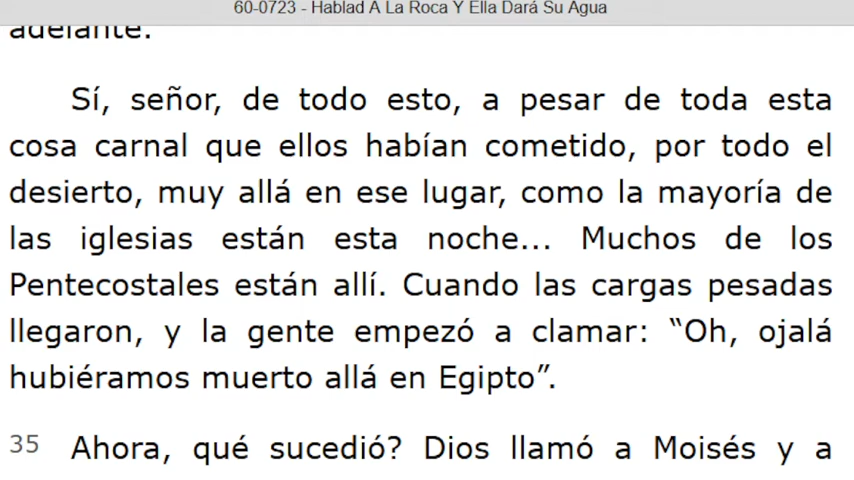 60-0723 - Hablad A La Roca Y Ella Dará Su Agua
adelante.
Sí, señor, de todo esto, a pesar de toda esta
cosa carnal que ellos habían cometido, por todo el
desierto, muy allá en ese lugar, como la mayoría de
las iglesias están esta noche... Muchos de los
Pentecostales están allí. Cuando las cargas pesadas
llegaron, y la gente empezó a clamar: “Oh, ojalá
hubiéramos muerto allá en Egipto”.
35 Ahora, qué sucedió? Dios llamó a Moisés y a